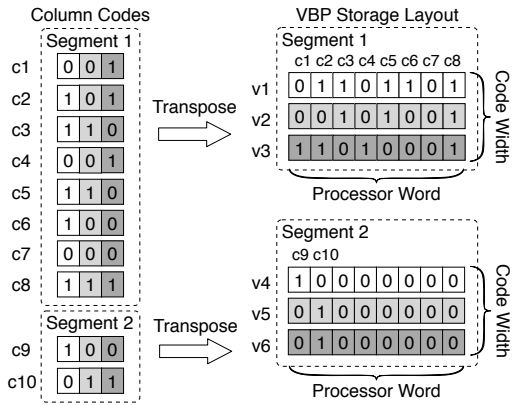 Column Codes
Segment 1
c1 0 0 1
c2 1 0 1
c3 1 1 0
c4 0 0 1
c5 1 1 0
c6 1 0 0
c7 0 0 0
c8 1 1 1
Segment 2
c9 1 0 0
c10 0 1 1
Transpose
Transpose
VBP Storage Layout
Segment 1
c1 c2 c3 c4 c5 c6 c7 c8
v1 0 1 1 0 1 1 0 1
v2 0 0 1 0 1 0 0 1
v3 1 1 0 1 0 0 0 1
Code Width
Processor Word
Segment 2
c9 c10
v4 1 0 0 0 0 0 0 0
v5 0 1 0 0 0 0 0 0
v6 0 1 0 0 0 0 0 0
Code Width
Processor Word